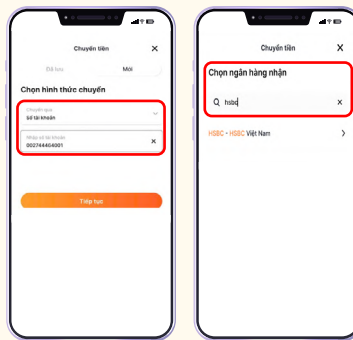 Chuyển tiền
Đã lưu
Mới
Chọn hình thức chuyển
Chuyển qua
Số tài khoản
Nhập số tài khoản
002744464001
Tiếp tục
Chuyển tiền
Chọn ngân hàng nhận
hsbc
HSBC - HSBC Việt Nam